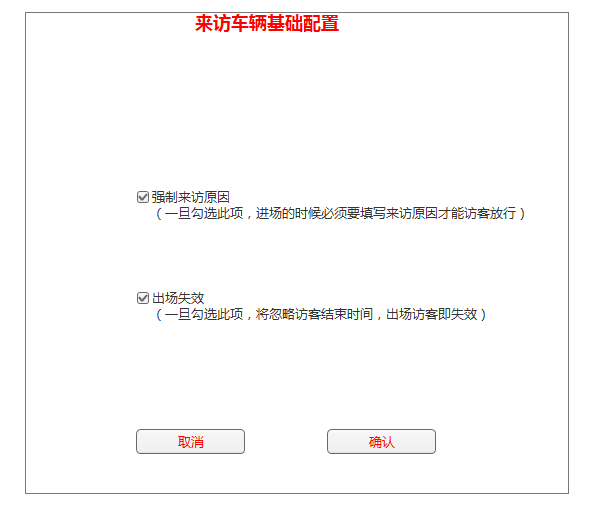 来访车辆基础配置
强制来访原因
（一旦勾选此项，进场的时候必须要填写来访原因才能访客放行）
出场失效
（一旦勾选此项，将忽略访客结束时间，出场访客即失效）
取消
确认